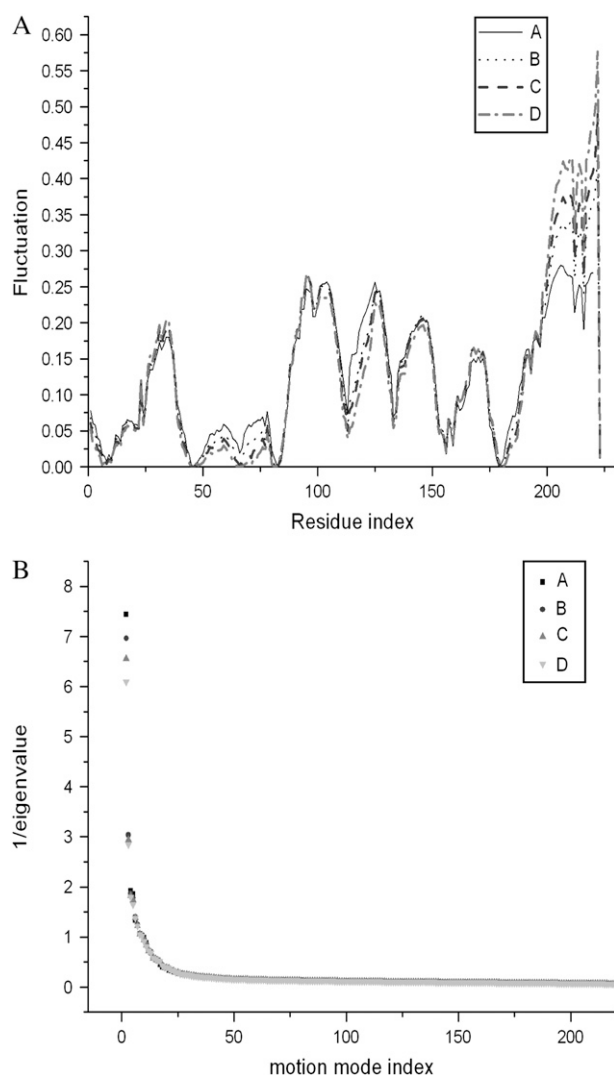 A
0.60
0.55
0.50
0.45
0.40
0.35
0.30
0.25
0.20
0.15
0.10
0.05
0.00
Fluctuation
A
B
C
D
0 50 100 150 200
Residue index
B
8
7
6
5
4
3
2
1
0
1/eigenvalue
A
B
C
D
0 50 100 150 200
motion mode index